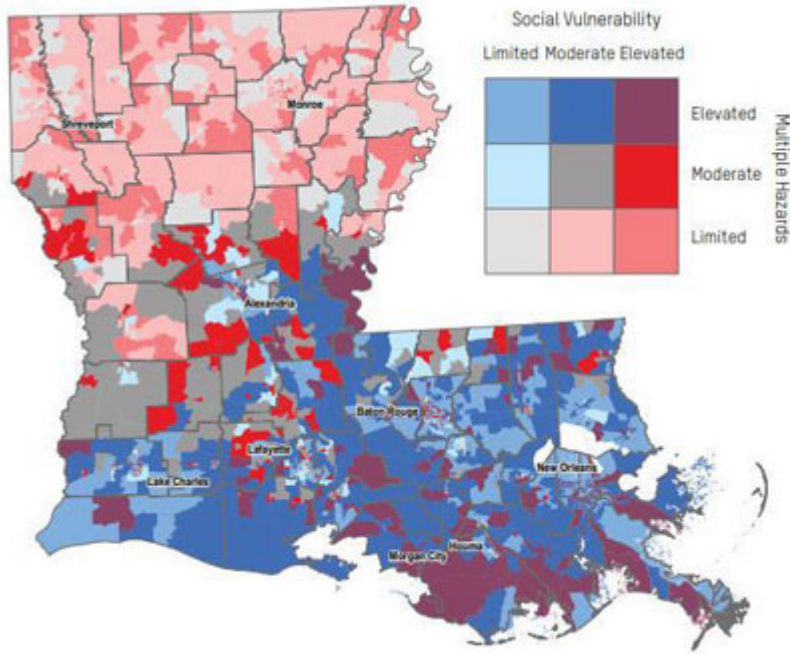 Social Vulnerability
Limited Moderate Elevated
Elevated
Moderate
Limited
Multiple Hazards
Shreveport
Monroe
Alexandria
Baton Rouge
Lafayette
Lake Charles
New Orleans
Houma
Morgan City